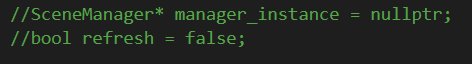 //SceneManager* manager_instance = nullptr;
//bool refresh = false;